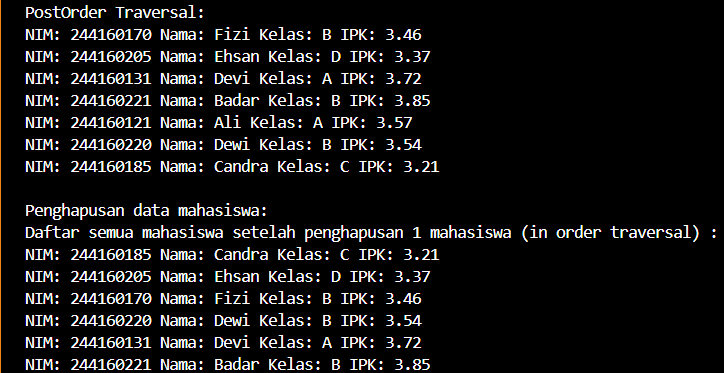 PostOrder Traversal:
NIM: 244160170 Nama: Fizi Kelas: B IPK: 3.46
NIM: 244160205 Nama: Ehsan Kelas: D IPK: 3.37
NIM: 244160131 Nama: Devi Kelas: A IPK: 3.72
NIM: 244160221 Nama: Badar Kelas: B IPK: 3.85
NIM: 244160121 Nama: Ali Kelas: A IPK: 3.57
NIM: 244160220 Nama: Dewi Kelas: B IPK: 3.54
NIM: 244160185 Nama: Candra Kelas: C IPK: 3.21
Penghapusan data mahasiswa:
Daftar semua mahasiswa setelah penghapusan 1 mahasiswa (in order traversal) :
NIM: 244160185 Nama: Candra Kelas: C IPK: 3.21
NIM: 244160205 Nama: Ehsan Kelas: D IPK: 3.37
NIM: 244160170 Nama: Fizi Kelas: B IPK: 3.46
NIM: 244160220 Nama: Dewi Kelas: B IPK: 3.54
NIM: 244160131 Nama: Devi Kelas: A IPK: 3.72
NIM: 244160221 Nama: Badar Kelas: B IPK: 3.85